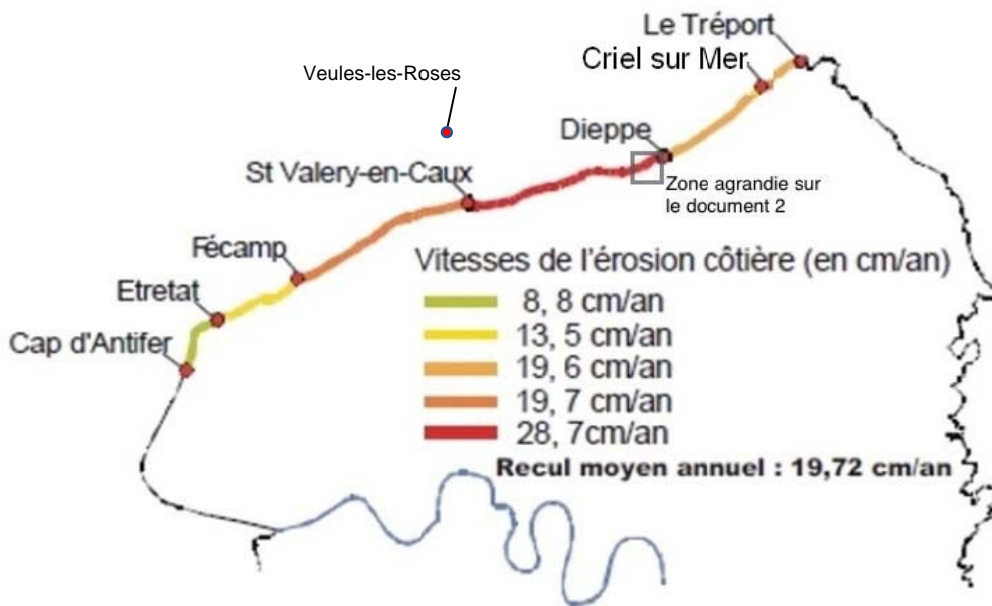 Le Tréport
Criel sur Mer
Veules-les-Roses
Dieppe
St Valery-en-Caux
Zone agrandie sur
le document 2
Fécamp
Vitesses de l'érosion côtière (en cm/an)
Etretat
8, 8 cm/an
13, 5 cm/an
Cap d'Antifer
19, 6 cm/an
19, 7 cm/an
28, 7cm/an
Recul moyen annuel : 19,72 cm/an